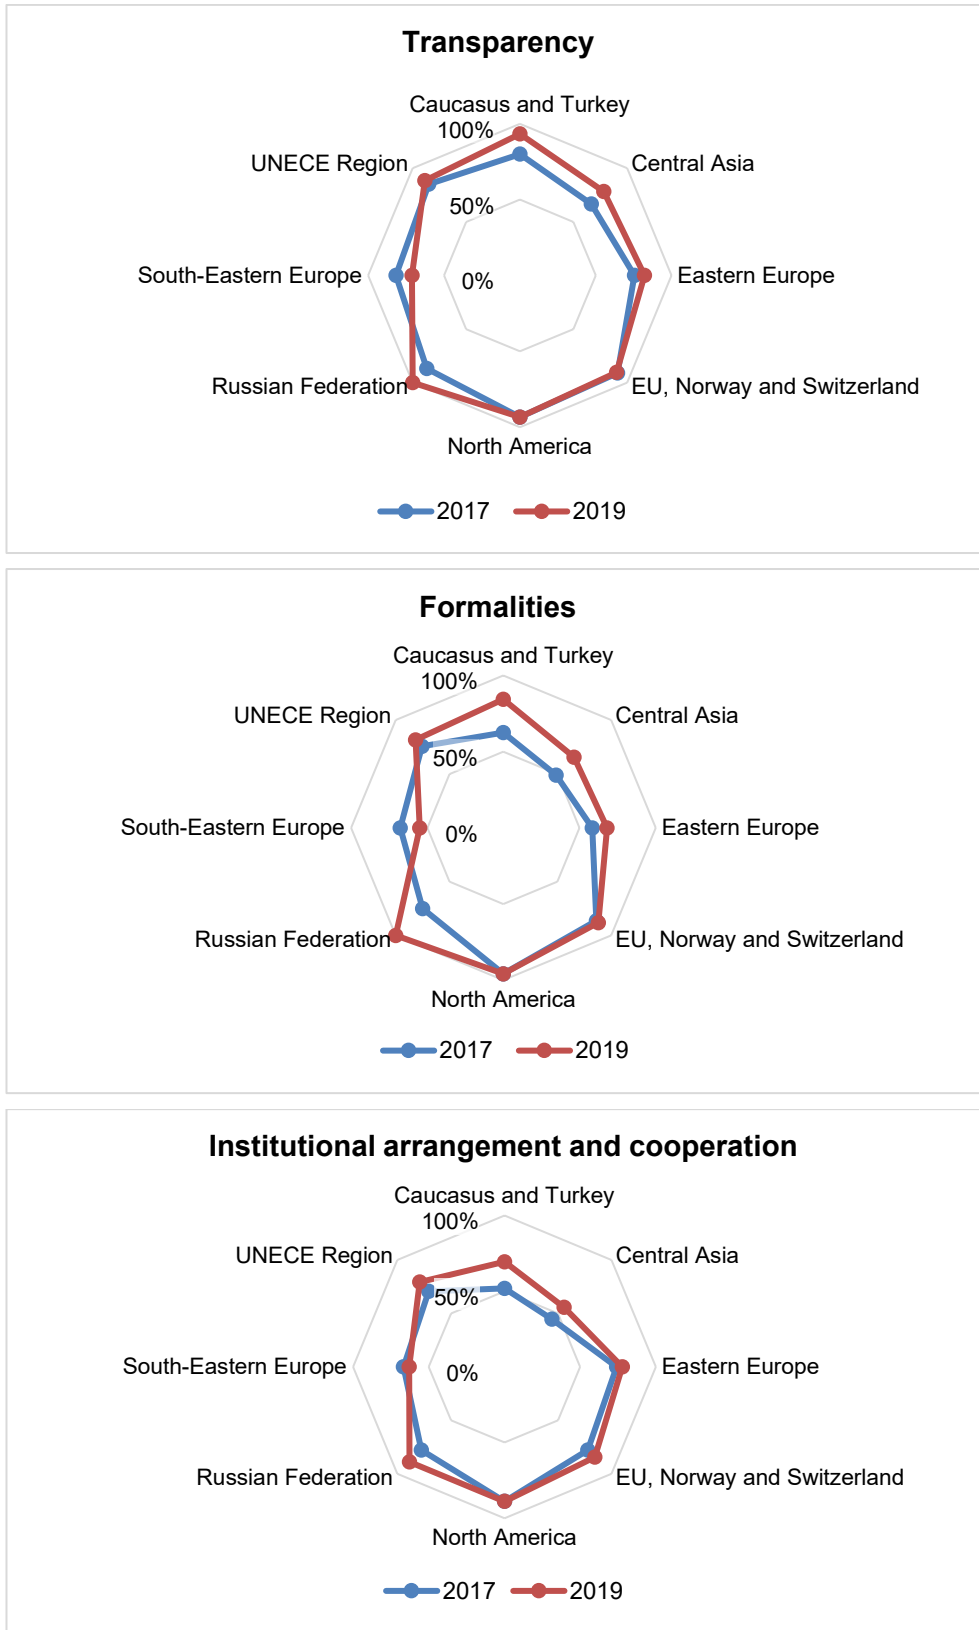 Transparency
Caucasus and Turkey
100%
UNECE Region
Central Asia
50%
South-Eastern Europe
0%
Eastern Europe
Russian Federation
EU, Norway and Switzerland
North America
2017
2019
Formalities
Caucasus and Turkey
100%
UNECE Region
Central Asia
50%
South-Eastern Europe
0%
Eastern Europe
Russian Federation
EU, Norway and Switzerland
North America
2017
2019
Institutional arrangement and cooperation
Caucasus and Turkey
100%
UNECE Region
Central Asia
50%
South-Eastern Europe
0%
Eastern Europe
Russian Federation
EU, Norway and Switzerland
North America
2017
2019